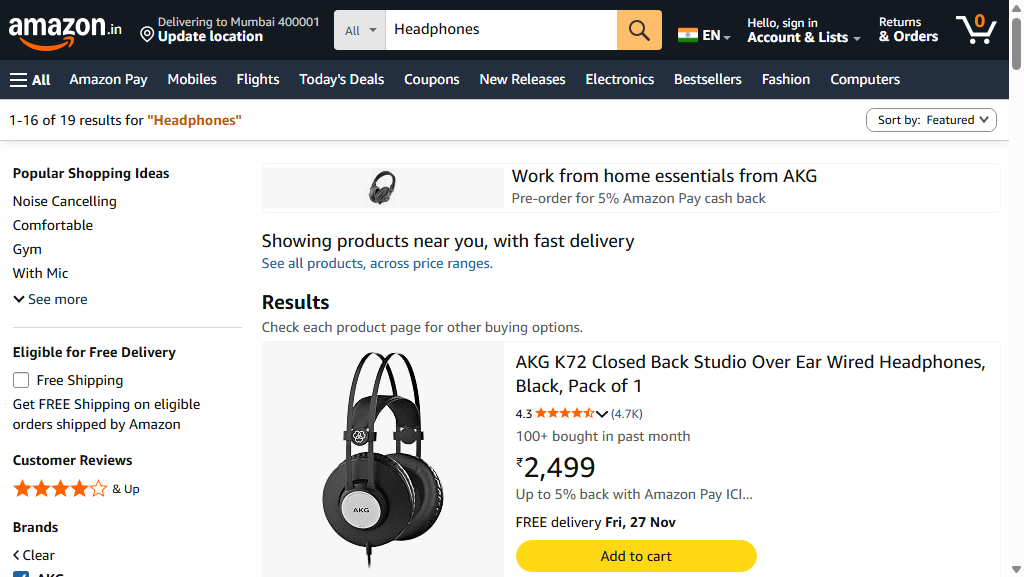 amazon.in
Delivering to Mumbai 400001
Update location
All
Headphones
EN
Hello, sign in
Account & Lists
Returns
& Orders
0
All
Amazon Pay
Mobiles
Flights
Today's Deals
Coupons
New Releases
Electronics
Bestsellers
Fashion
Computers
1-16 of 19 results for "Headphones"
Sort by: Featured
Popular Shopping Ideas
Noise Cancelling
Comfortable
Gym
With Mic
See more
Eligible for Free Delivery
Free Shipping
Get FREE Shipping on eligible
orders shipped by Amazon
Customer Reviews
& Up
Brands
Clear
AKG
Work from home essentials from AKG
Pre-order for 5% Amazon Pay cash back
Showing products near you, with fast delivery
See all products, across price ranges.
Results
Check each product page for other buying options.
AKG
AKG K72 Closed Back Studio Over Ear Wired Headphones,
Black, Pack of 1
4.3 (4.7K)
100+ bought in past month
₹2,499
Up to 5% back with Amazon Pay ICI…
FREE delivery Fri, 27 Nov
Add to cart